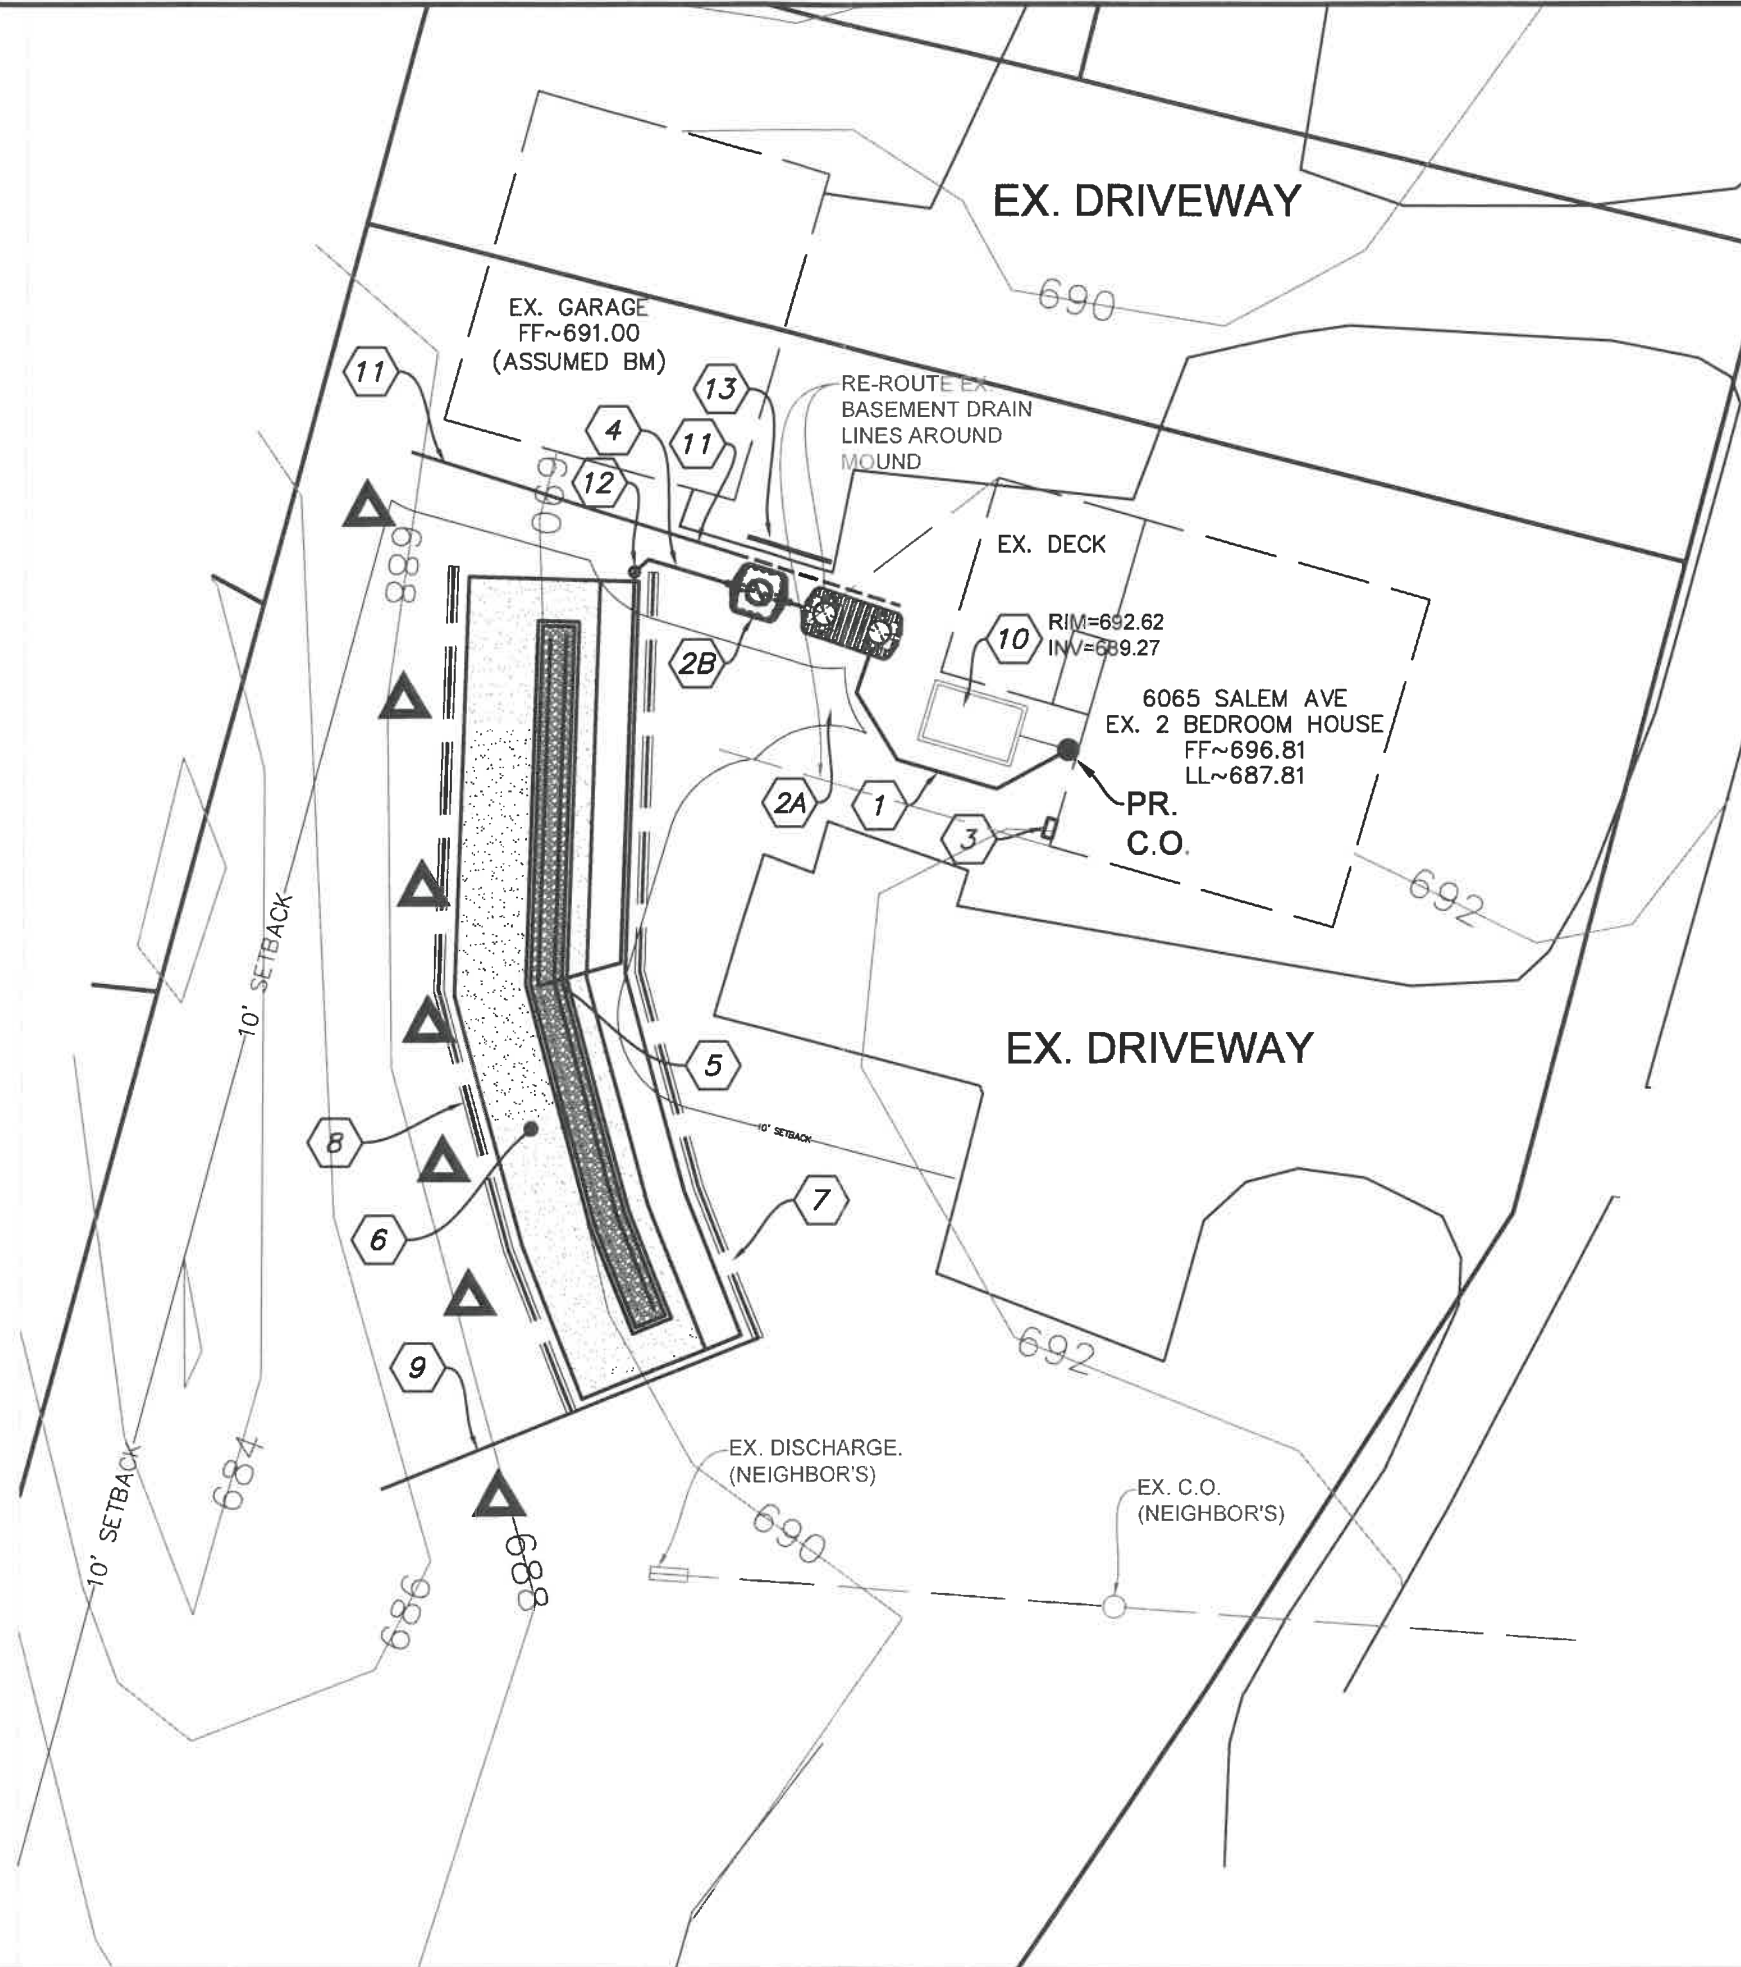 EX. DRIVEWAY
690
EX. GARAGE
FF~691.00
(ASSUMED BM)
11
13
RE-ROUTE EX.
BASEMENT DRAIN
LINES AROUND
MOUND
4
11
12
690
688
EX. DECK
10
RIM=692.62
INV=689.27
2B
6065 SALEM AVE
EX. 2 BEDROOM HOUSE
FF~696.81
LL~687.81
2A
1
3
PR.
C.O.
692
10' SETBACK
EX. DRIVEWAY
5
8
10' SETBACK
7
6
692
9
684
EX. DISCHARGE.
(NEIGHBOR'S)
EX. C.O.
(NEIGHBOR'S)
690
10' SETBACK
688
686